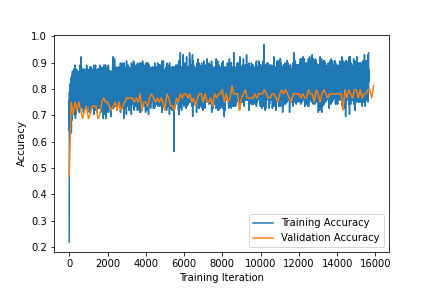 1.0
0.9
0.8
0.7
0.6
0.5
0.4
0.3
0.2
Accuracy
Training Accuracy
Validation Accuracy
0 2000 4000 6000 8000 10000 12000 14000 16000
Training Iteration